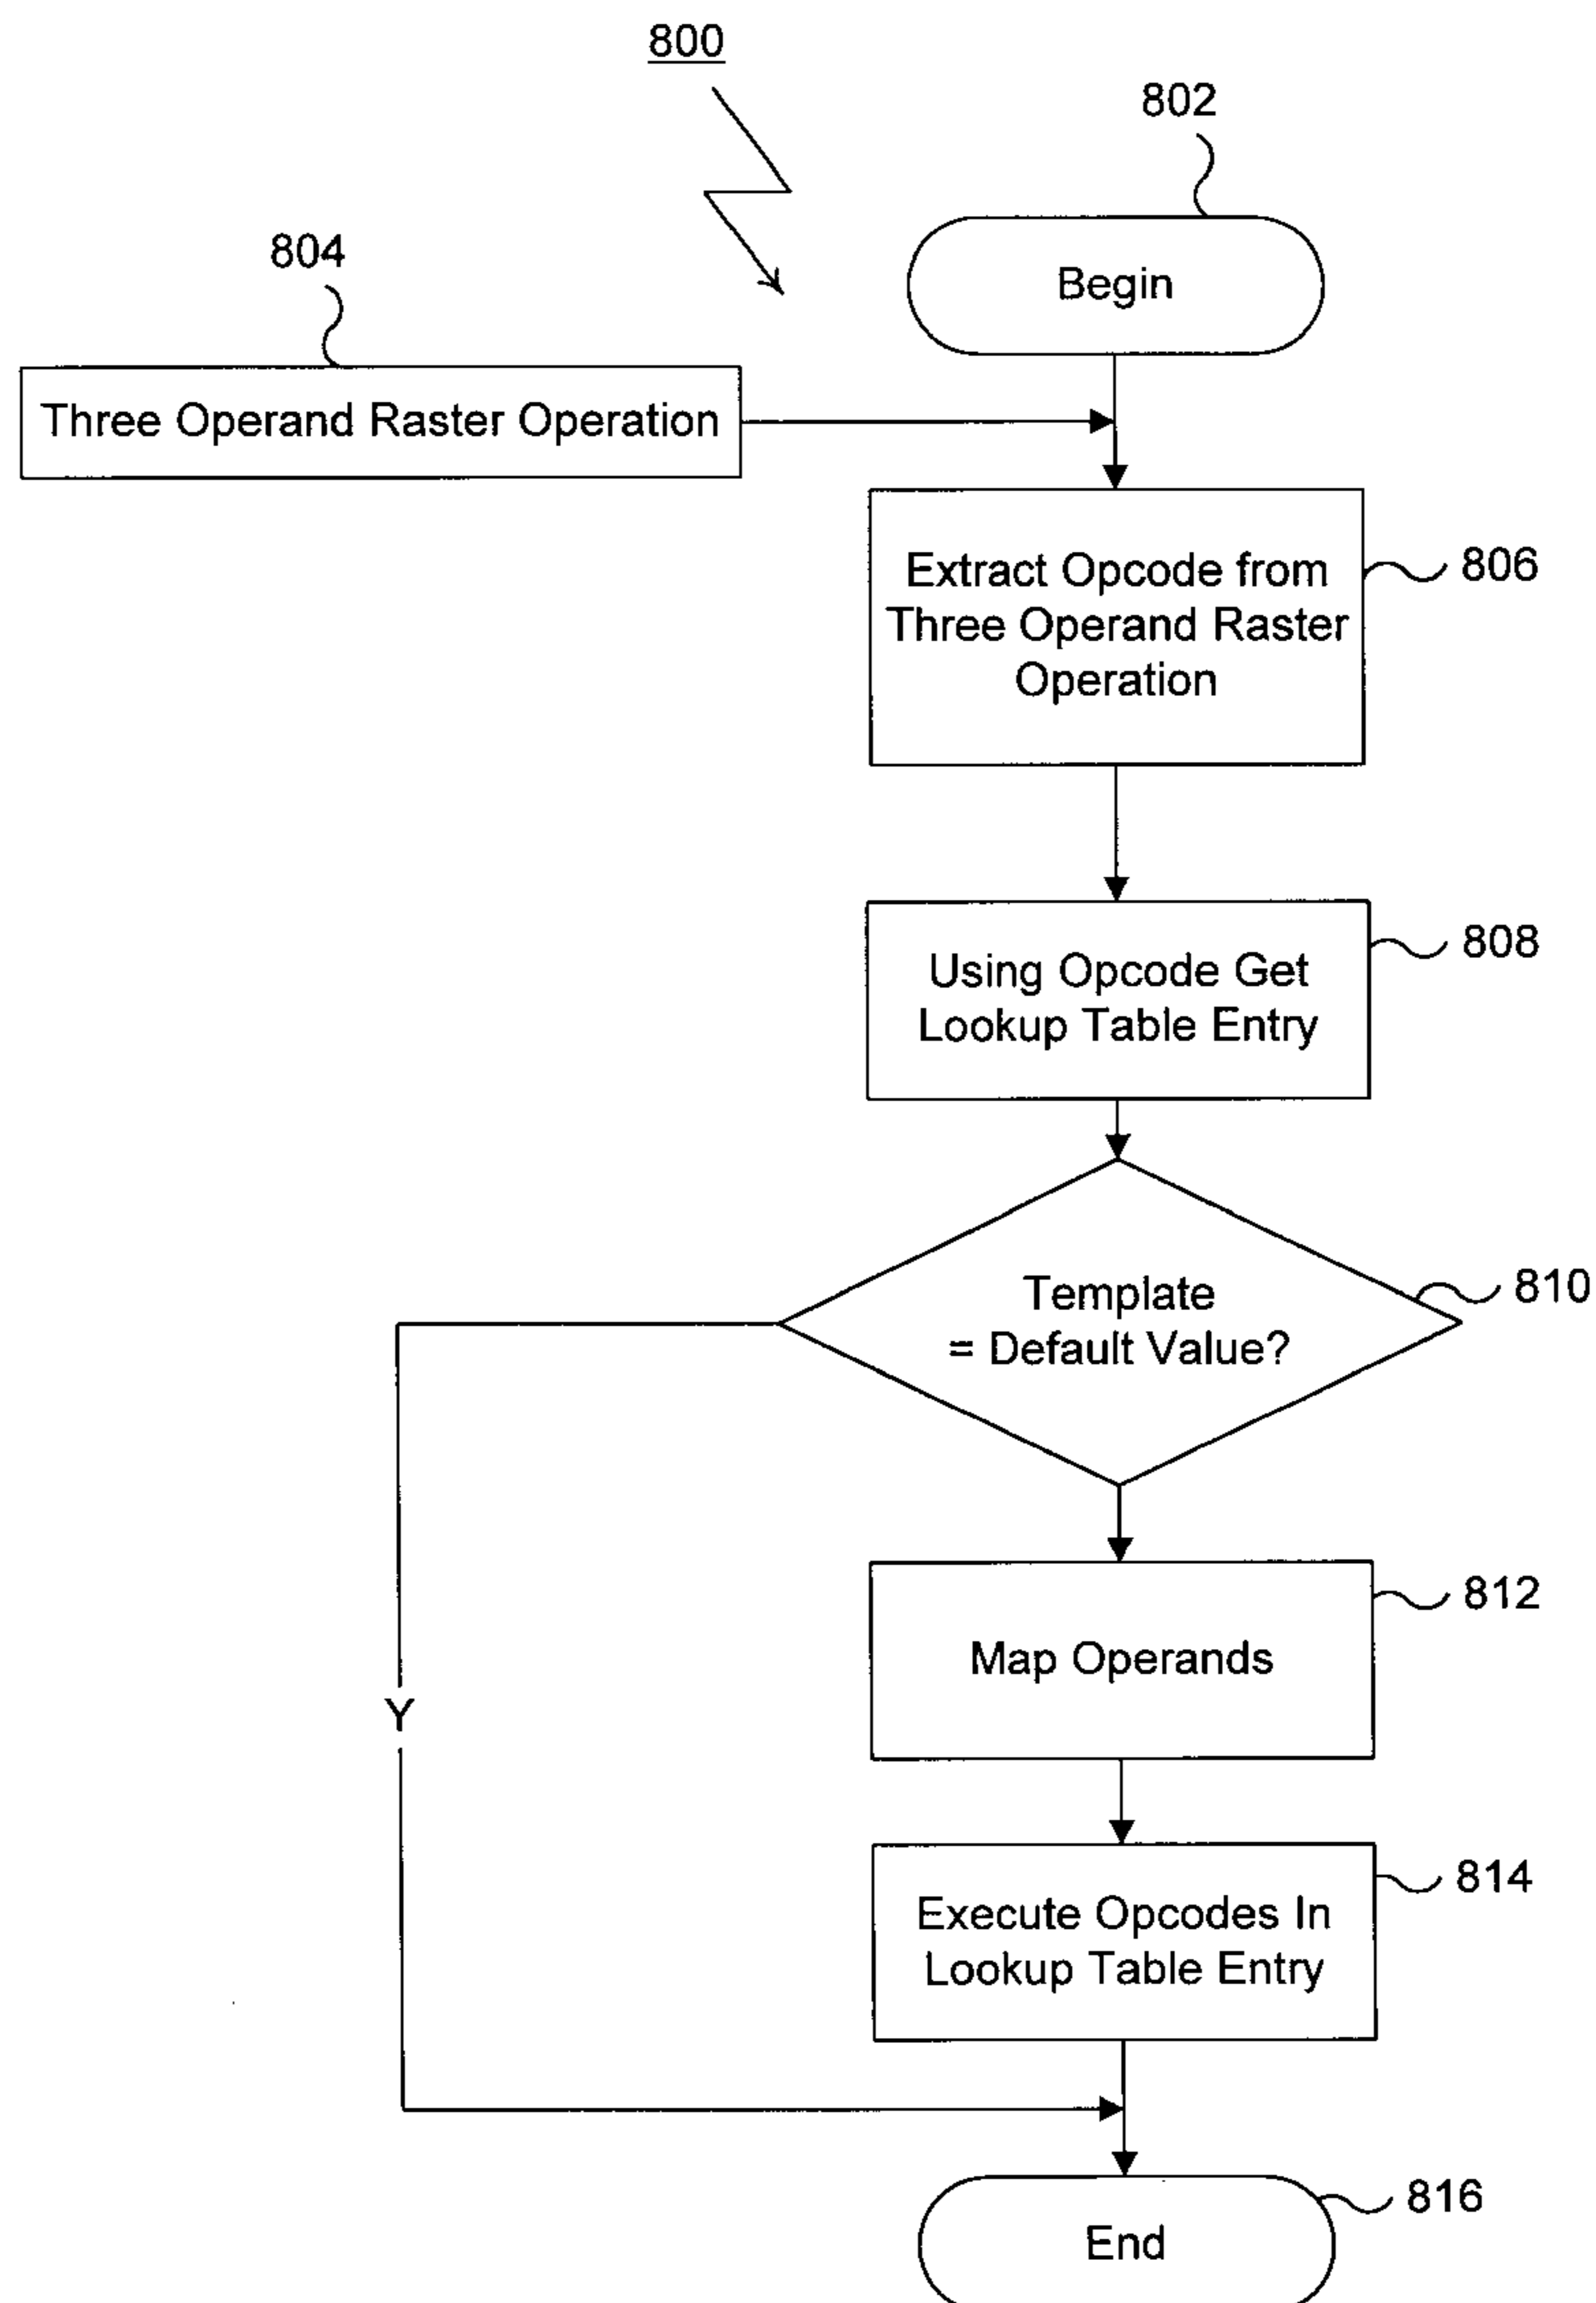 800
802
Begin
804
Three Operand Raster Operation
Extract Opcode from
Three Operand Raster
Operation
806
Using Opcode Get
Lookup Table Entry
808
Template
= Default Value?
810
Map Operands
812
Y
Execute Opcodes In
Lookup Table Entry
814
End
816